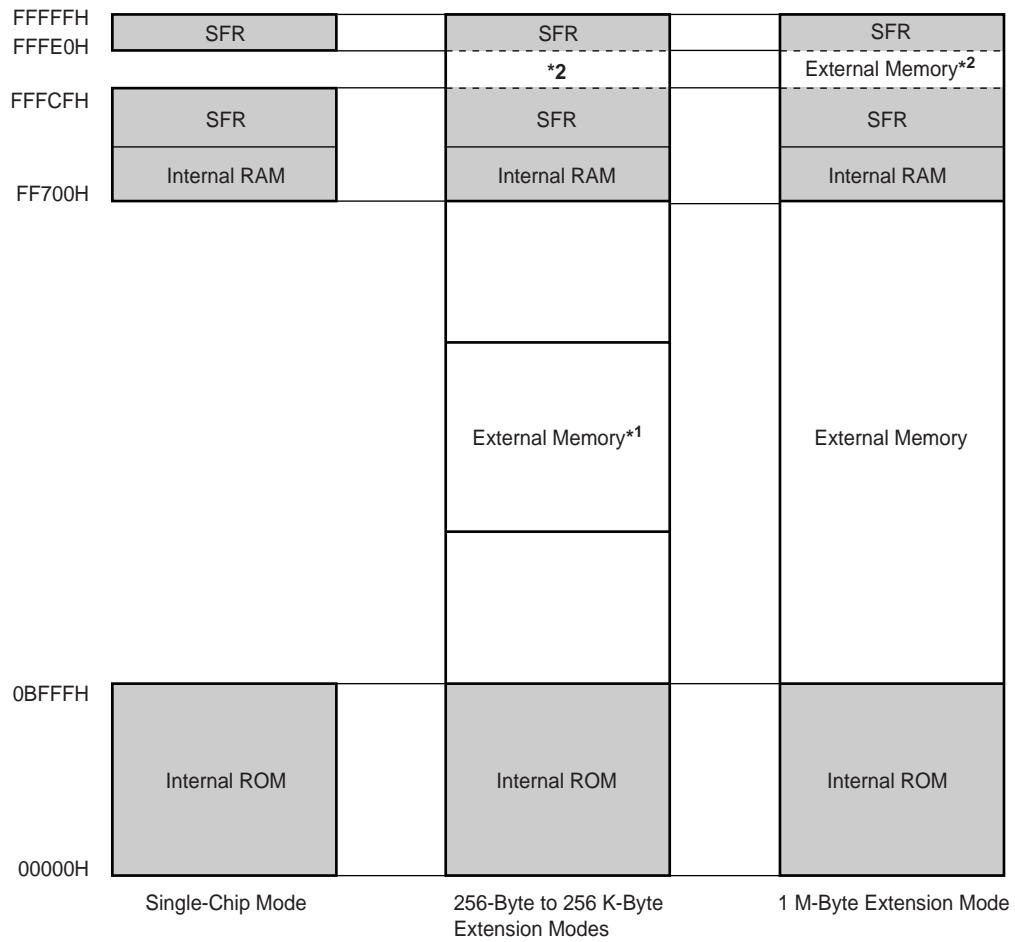 FFFFFH
SFR
SFR
SFR
FFFE0H
*2
External Memory*2
FFFCFH
SFR
SFR
SFR
Internal RAM
Internal RAM
Internal RAM
FF700H
External Memory*1
External Memory
0BFFFH
Internal ROM
Internal ROM
Internal ROM
00000H
Single-Chip Mode
256-Byte to 256 K-Byte
Extension Modes
1 M-Byte Extension Mode